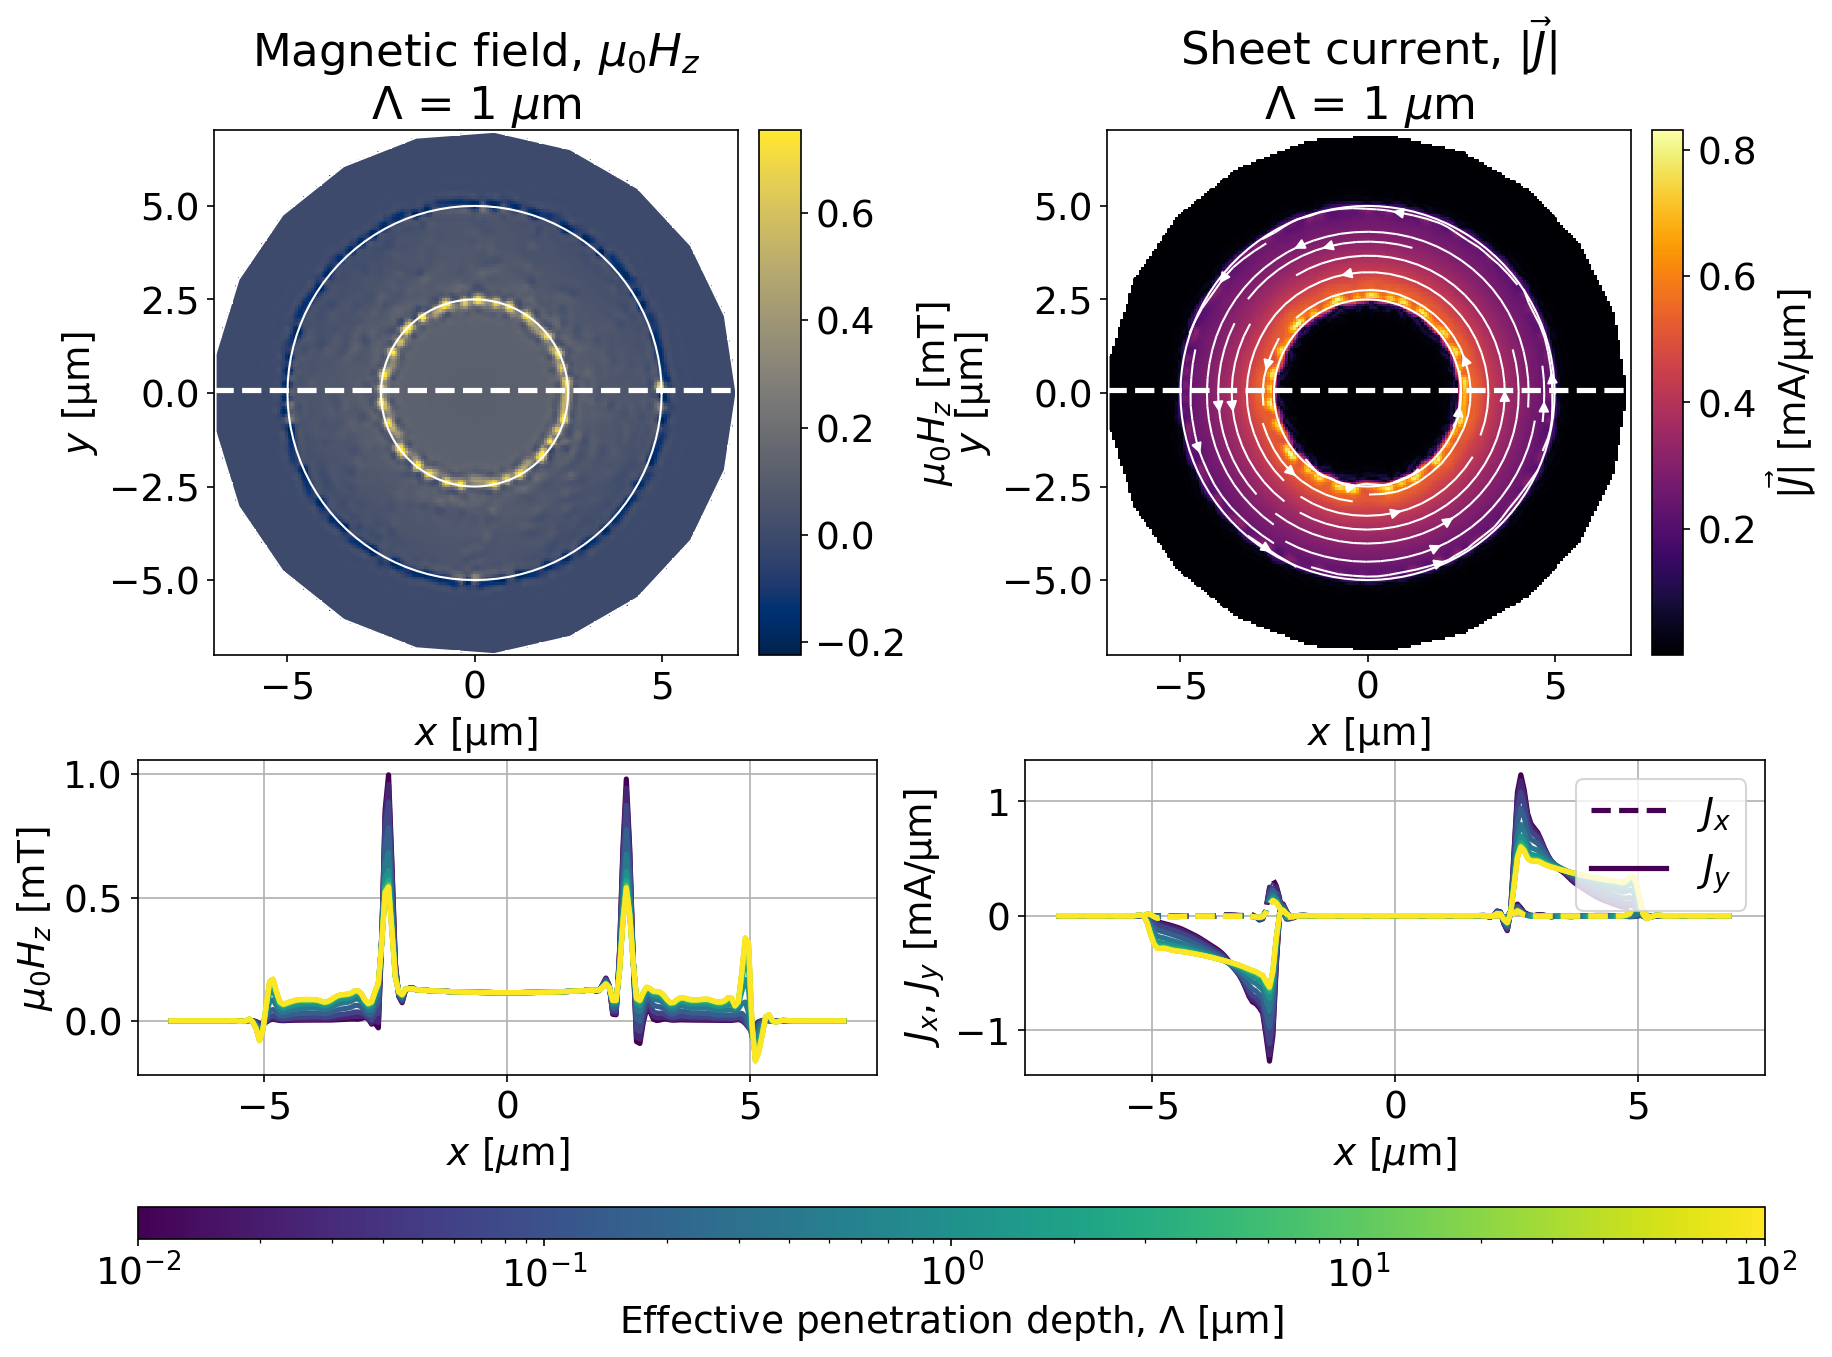 Magnetic field, μ₀H_z
Λ = 1 μm
5.0
2.5
0.0
−2.5
−5.0
y [μm]
−5 0 5
x [μm]
0.6
0.4
0.2
0.0
−0.2
μ₀H_z [mT]
Sheet current, |J⃗|
Λ = 1 μm
5.0
2.5
0.0
−2.5
−5.0
y [μm]
−5 0 5
x [μm]
0.8
0.6
0.4
0.2
|J⃗| [mA/μm]
1.0
0.5
0.0
μ₀H_z [mT]
−5 0 5
x [μm]
1
0
−1
J_x, J_y [mA/μm]
J_x
J_y
−5 0 5
x [μm]
10⁻² 10⁻¹ 10⁰ 10¹ 10²
Effective penetration depth, Λ [μm]